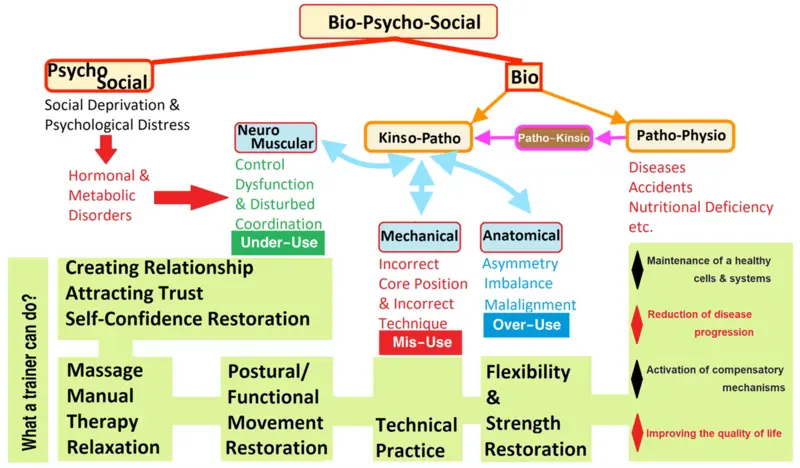 Bio-Psycho-Social
Psycho
Social
Bio
Social Deprivation &
Psychological Distress
Neuro
Muscular
Kinso-Patho
Patho-Kinsio
Patho-Physio
Hormonal &
Metabolic
Disorders
Control
Dysfunction
& Disturbed
Coordination
Under-Use
Diseases
Accidents
Nutritional Deficiency
etc.
Mechanical
Incorrect
Core Position
& Incorrect
Technique
Mis-Use
Anatomical
Asymmetry
Imbalance
Malalignment
Over-Use
What a trainer can do?
Creating Relationship
Attracting Trust
Self-Confidence Restoration
Massage
Manual
Therapy
Relaxation
Postural/
Functional
Movement
Restoration
Technical
Practice
Flexibility
&
Strength
Restoration
Maintenance of a healthy
cells & systems
Reduction of disease
progression
Activation of compensatory
mechanisms
Improving the quality of life